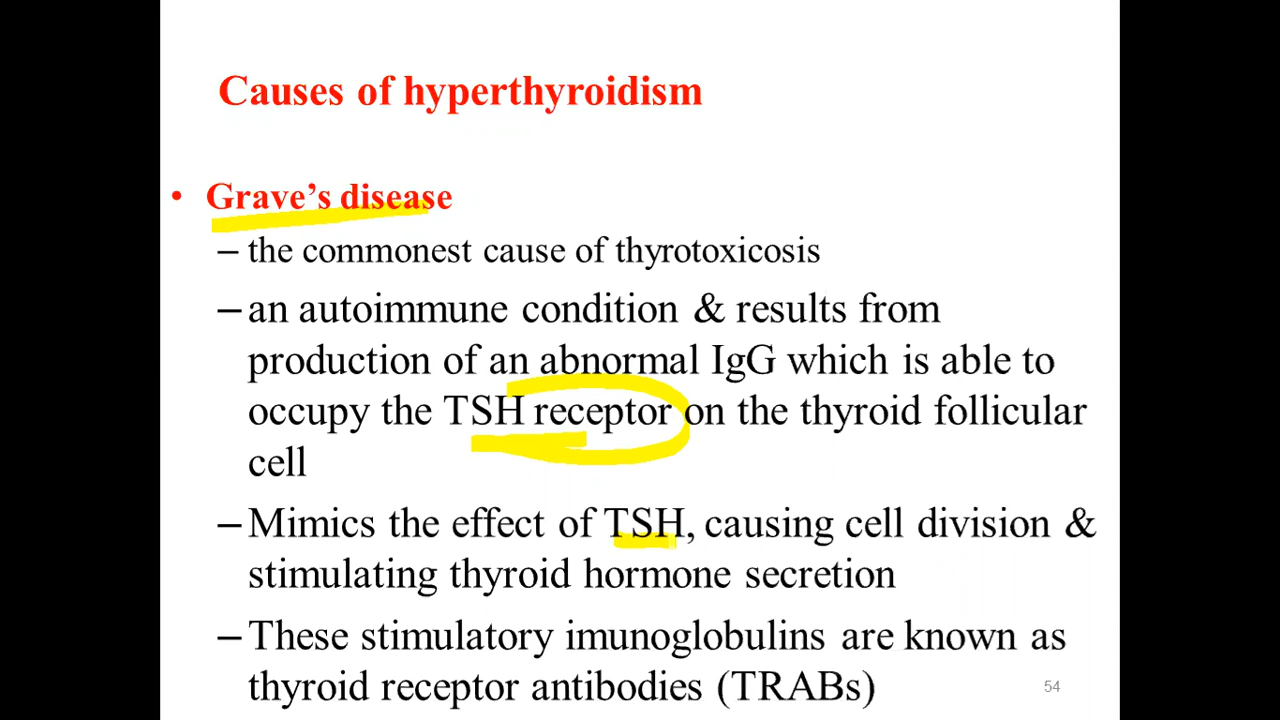 Causes of hyperthyroidism
• Grave’s disease
– the commonest cause of thyrotoxicosis
– an autoimmune condition & results from
production of an abnormal IgG which is able to
occupy the TSH receptor on the thyroid follicular
cell
– Mimics the effect of TSH, causing cell division &
stimulating thyroid hormone secretion
– These stimulatory imunoglobulins are known as
thyroid receptor antibodies (TRABs)
54